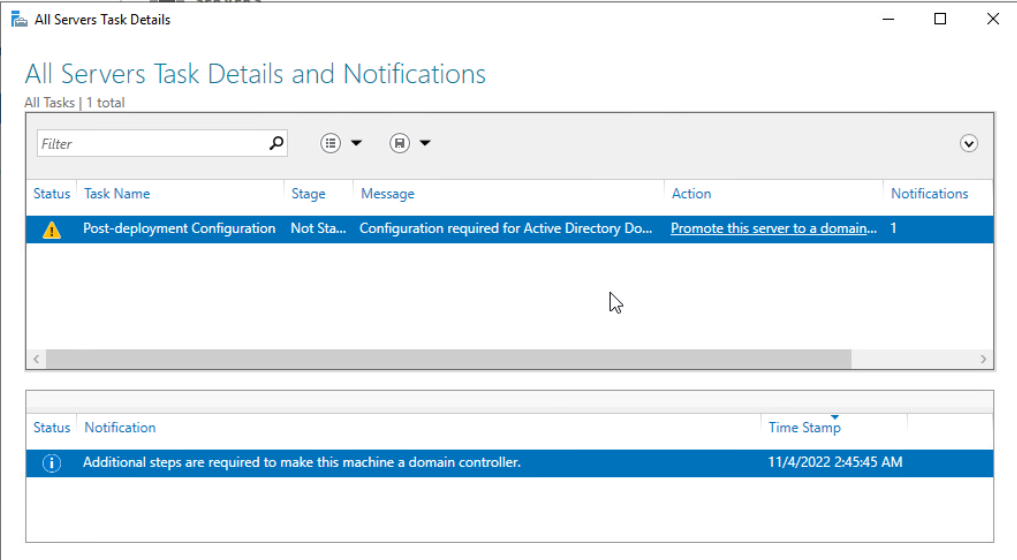 All Servers Task Details
All Servers Task Details and Notifications
All Tasks | 1 total
Filter
Status Task Name Stage Message Action Notifications
Post-deployment Configuration Not Sta... Configuration required for Active Directory Do... Promote this server to a domain... 1
Status Notification Time Stamp
Additional steps are required to make this machine a domain controller. 11/4/2022 2:45:45 AM